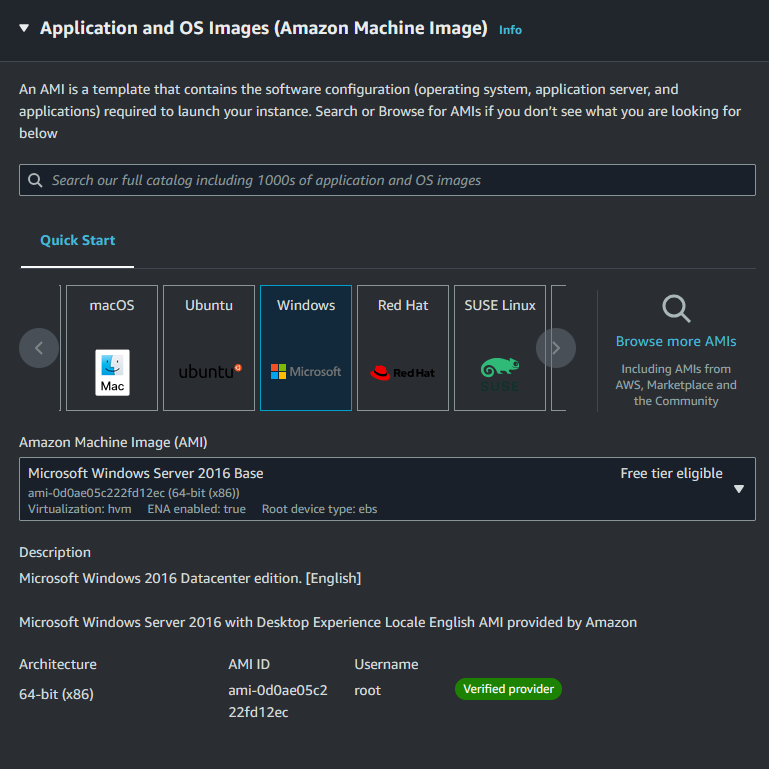 Application and OS Images (Amazon Machine Image) Info
An AMI is a template that contains the software configuration (operating system, application server, and
applications) required to launch your instance. Search or Browse for AMIs if you don’t see what you are looking for
below
Search our full catalog including 1000s of application and OS images
Quick Start
macOS
Mac
Ubuntu
ubuntu
Windows
Microsoft
Red Hat
Red Hat
SUSE Linux
SUSE
Browse more AMIs
Including AMIs from
AWS, Marketplace and
the Community
Amazon Machine Image (AMI)
Microsoft Windows Server 2016 Base
Free tier eligible
ami-0d0ae05c222fd12ec (64-bit (x86))
Virtualization: hvm ENA enabled: true Root device type: ebs
Description
Microsoft Windows 2016 Datacenter edition. [English]
Microsoft Windows Server 2016 with Desktop Experience Locale English AMI provided by Amazon
Architecture
64-bit (x86)
AMI ID
ami-0d0ae05c2
22fd12ec
Username
root
Verified provider